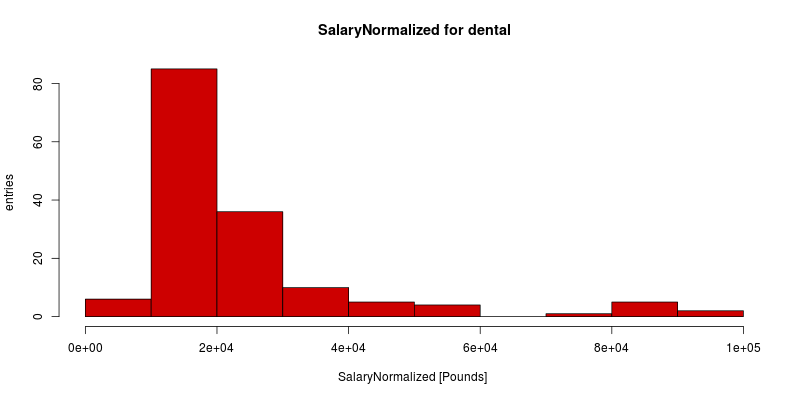 SalaryNormalized for dental
entries
80
60
40
20
0
0e+00 2e+04 4e+04 6e+04 8e+04 1e+05
SalaryNormalized [Pounds]